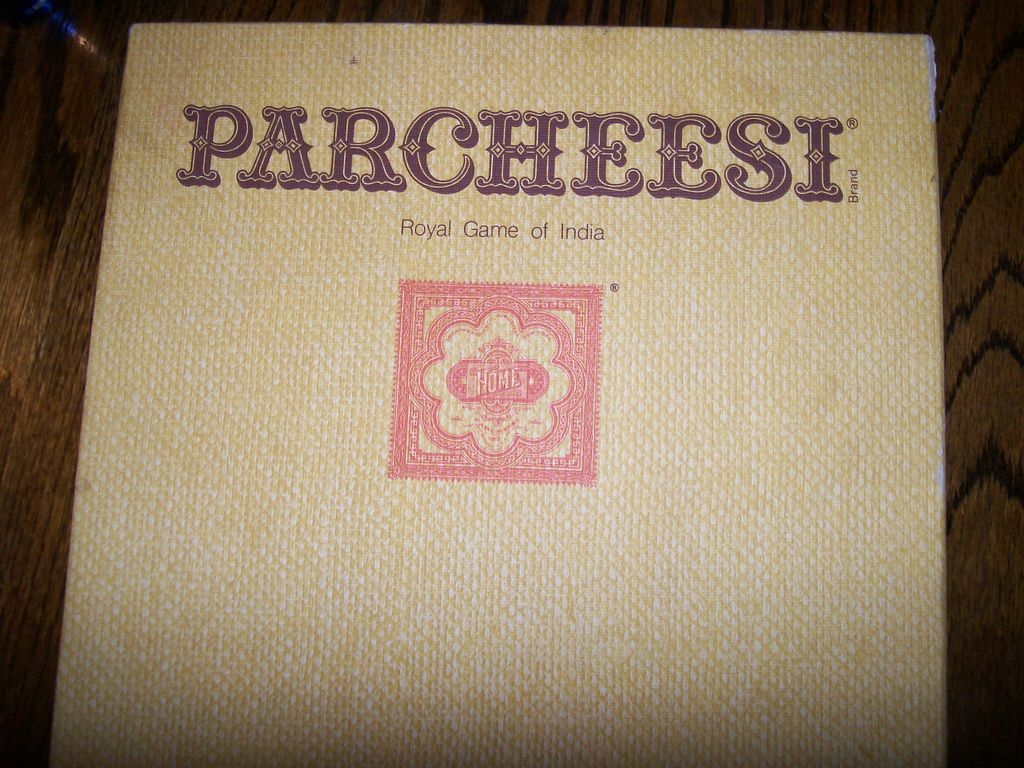 PARCHEESI®
Brand
Royal Game of India
®
HOME